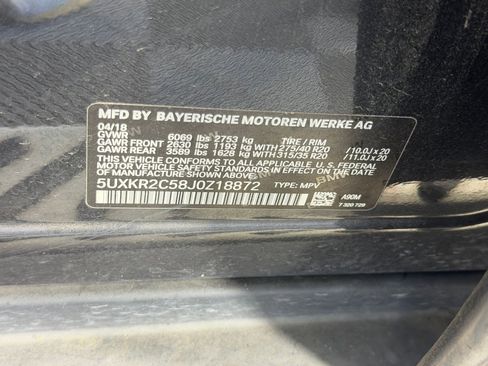 MFD BY BAYERISCHE MOTOREN WERKE AG
04/18
GVWR 6069 lbs 2753 kg TIRE / RIM
GAWR FRONT 2630 lbs 1193 kg WITH 275/40 R20 /10.0J x 20
GAWR REAR 3589 lbs 1628 kg WITH 315/35 R20 /11.0J x 20
THIS VEHICLE CONFORMS TO ALL APPLICABLE U.S. FEDERAL
MOTOR VEHICLE SAFETY STANDARDS IN EFFECT ON THE DATE OF
MANUFACTURE SHOWN ABOVE.
5UXKR2C58J0Z18872 TYPE: MPV
A90M
7 320 729